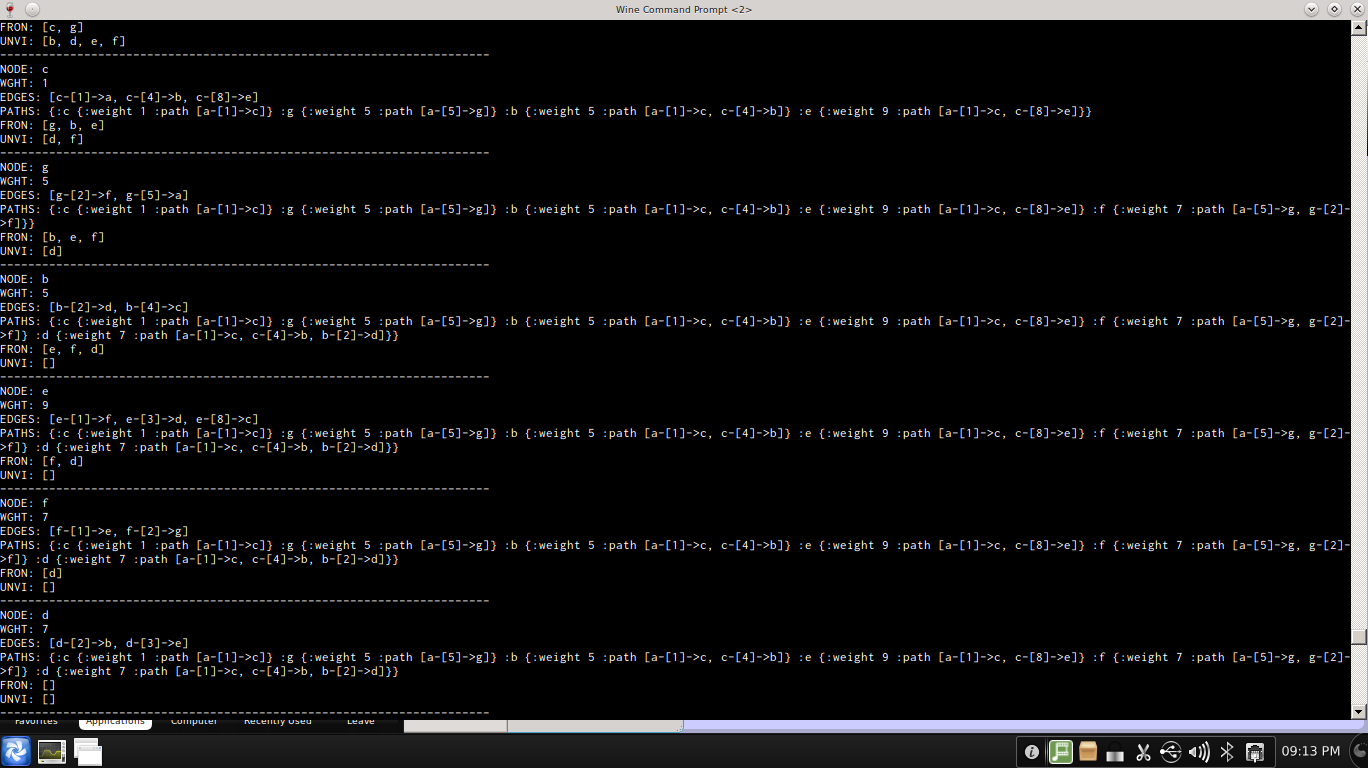 Wine Command Prompt <2>
FRON: [c, g]
UNVI: [b, d, e, f]
----------------------------------------------------------------------
NODE: c
WGHT: 1
EDGES: [c-[1]->a, c-[4]->b, c-[8]->e]
PATHS: {:c {:weight 1 :path [a-[1]->c]} :g {:weight 5 :path [a-[5]->g]} :b {:weight 5 :path [a-[1]->c, c-[4]->b]} :e {:weight 9 :path [a-[1]->c, c-[8]->e]}}
FRON: [g, b, e]
UNVI: [d, f]
----------------------------------------------------------------------
NODE: g
WGHT: 5
EDGES: [g-[2]->f, g-[5]->a]
PATHS: {:c {:weight 1 :path [a-[1]->c]} :g {:weight 5 :path [a-[5]->g]} :b {:weight 5 :path [a-[1]->c, c-[4]->b]} :e {:weight 9 :path [a-[1]->c, c-[8]->e]} :f {:weight 7 :path [a-[5]->g, g-[2]-
>f]}}
FRON: [b, e, f]
UNVI: [d]
----------------------------------------------------------------------
NODE: b
WGHT: 5
EDGES: [b-[2]->d, b-[4]->c]
PATHS: {:c {:weight 1 :path [a-[1]->c]} :g {:weight 5 :path [a-[5]->g]} :b {:weight 5 :path [a-[1]->c, c-[4]->b]} :e {:weight 9 :path [a-[1]->c, c-[8]->e]} :f {:weight 7 :path [a-[5]->g, g-[2]-
>f]} :d {:weight 7 :path [a-[1]->c, c-[4]->b, b-[2]->d]}}
FRON: [e, f, d]
UNVI: []
----------------------------------------------------------------------
NODE: e
WGHT: 9
EDGES: [e-[1]->f, e-[3]->d, e-[8]->c]
PATHS: {:c {:weight 1 :path [a-[1]->c]} :g {:weight 5 :path [a-[5]->g]} :b {:weight 5 :path [a-[1]->c, c-[4]->b]} :e {:weight 9 :path [a-[1]->c, c-[8]->e]} :f {:weight 7 :path [a-[5]->g, g-[2]-
>f]} :d {:weight 7 :path [a-[1]->c, c-[4]->b, b-[2]->d]}}
FRON: [f, d]
UNVI: []
----------------------------------------------------------------------
NODE: f
WGHT: 7
EDGES: [f-[1]->e, f-[2]->g]
PATHS: {:c {:weight 1 :path [a-[1]->c]} :g {:weight 5 :path [a-[5]->g]} :b {:weight 5 :path [a-[1]->c, c-[4]->b]} :e {:weight 9 :path [a-[1]->c, c-[8]->e]} :f {:weight 7 :path [a-[5]->g, g-[2]-
>f]} :d {:weight 7 :path [a-[1]->c, c-[4]->b, b-[2]->d]}}
FRON: [d]
UNVI: []
----------------------------------------------------------------------
NODE: d
WGHT: 7
EDGES: [d-[2]->b, d-[3]->e]
PATHS: {:c {:weight 1 :path [a-[1]->c]} :g {:weight 5 :path [a-[5]->g]} :b {:weight 5 :path [a-[1]->c, c-[4]->b]} :e {:weight 9 :path [a-[1]->c, c-[8]->e]} :f {:weight 7 :path [a-[5]->g, g-[2]-
>f]} :d {:weight 7 :path [a-[1]->c, c-[4]->b, b-[2]->d]}}
FRON: []
UNVI: []
----------------------------------------------------------------------
Favorites Applications Computer Recently Used Leave
09:13 PM